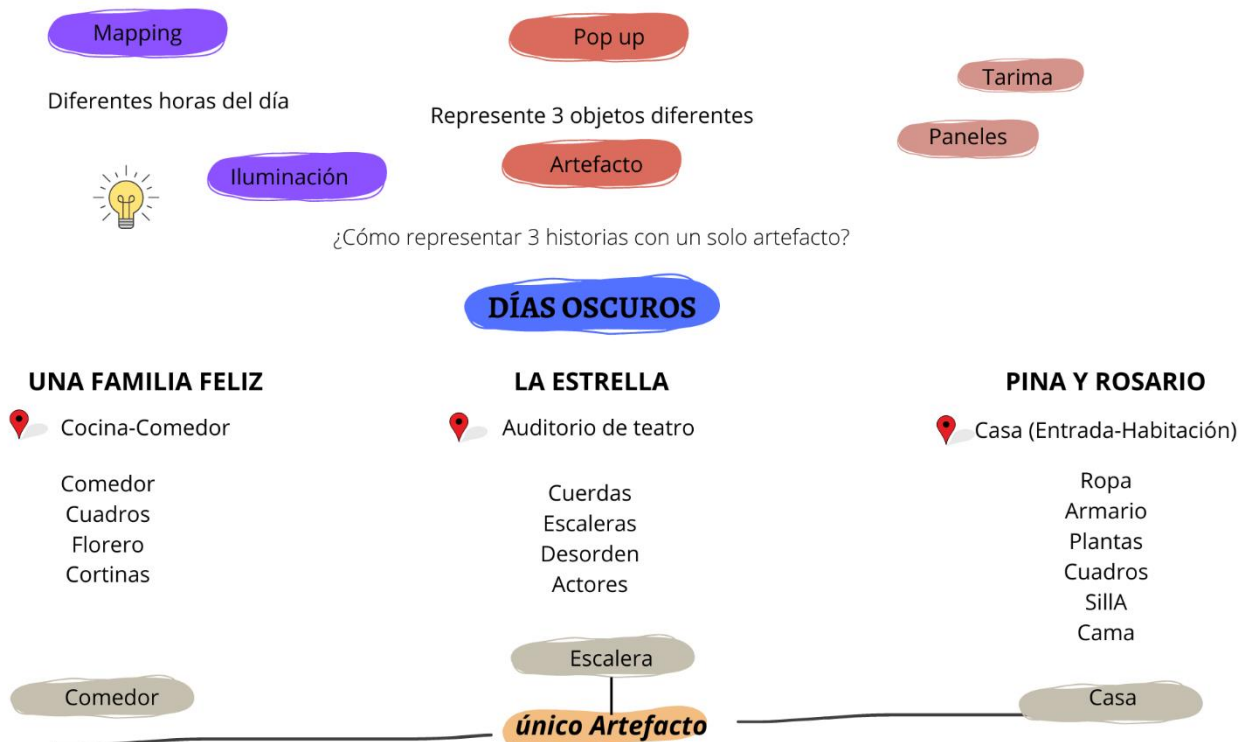 Mapping
Pop up
Tarima
Diferentes horas del día
Represente 3 objetos diferentes
Paneles
Iluminación
Artefacto
¿Cómo representar 3 historias con un solo artefacto?
DÍAS OSCUROS
UNA FAMILIA FELIZ
Cocina-Comedor
Comedor
Cuadros
Florero
Cortinas
Comedor
LA ESTRELLA
Auditorio de teatro
Cuerdas
Escaleras
Desorden
Actores
Escalera
único Artefacto
PINA Y ROSARIO
Casa (Entrada-Habitación)
Ropa
Armario
Plantas
Cuadros
SillA
Cama
Casa